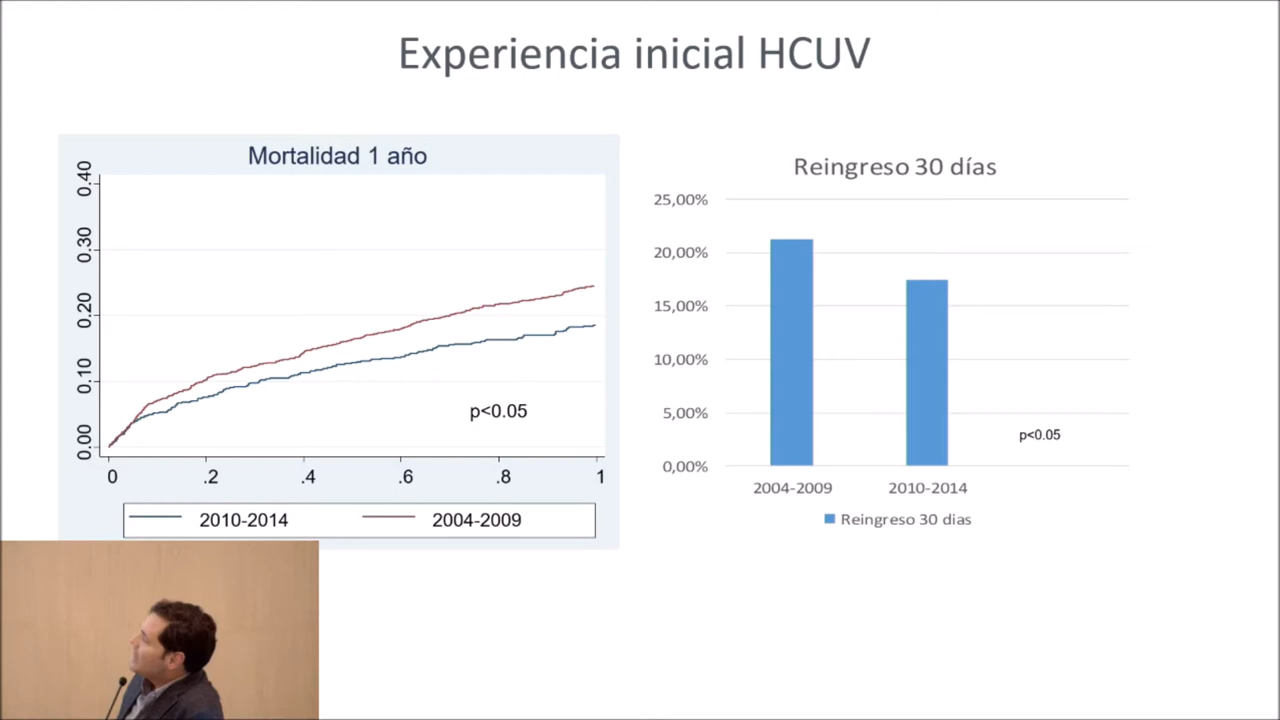 Experiencia inicial HCUV
Mortalidad 1 año
0.40
0.30
0.20
0.10
0.00
p<0.05
0 .2 .4 .6 .8 1
2010-2014 2004-2009
Reingreso 30 días
25,00%
20,00%
15,00%
10,00%
5,00%
0,00%
p<0.05
2004-2009 2010-2014
Reingreso 30 dias